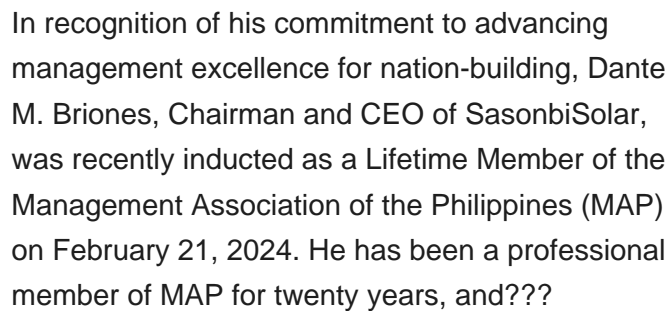 In recognition of his commitment to advancing
management excellence for nation-building, Dante
M. Briones, Chairman and CEO of SasonbiSolar,
was recently inducted as a Lifetime Member of the
Management Association of the Philippines (MAP)
on February 21, 2024. He has been a professional
member of MAP for twenty years, and???